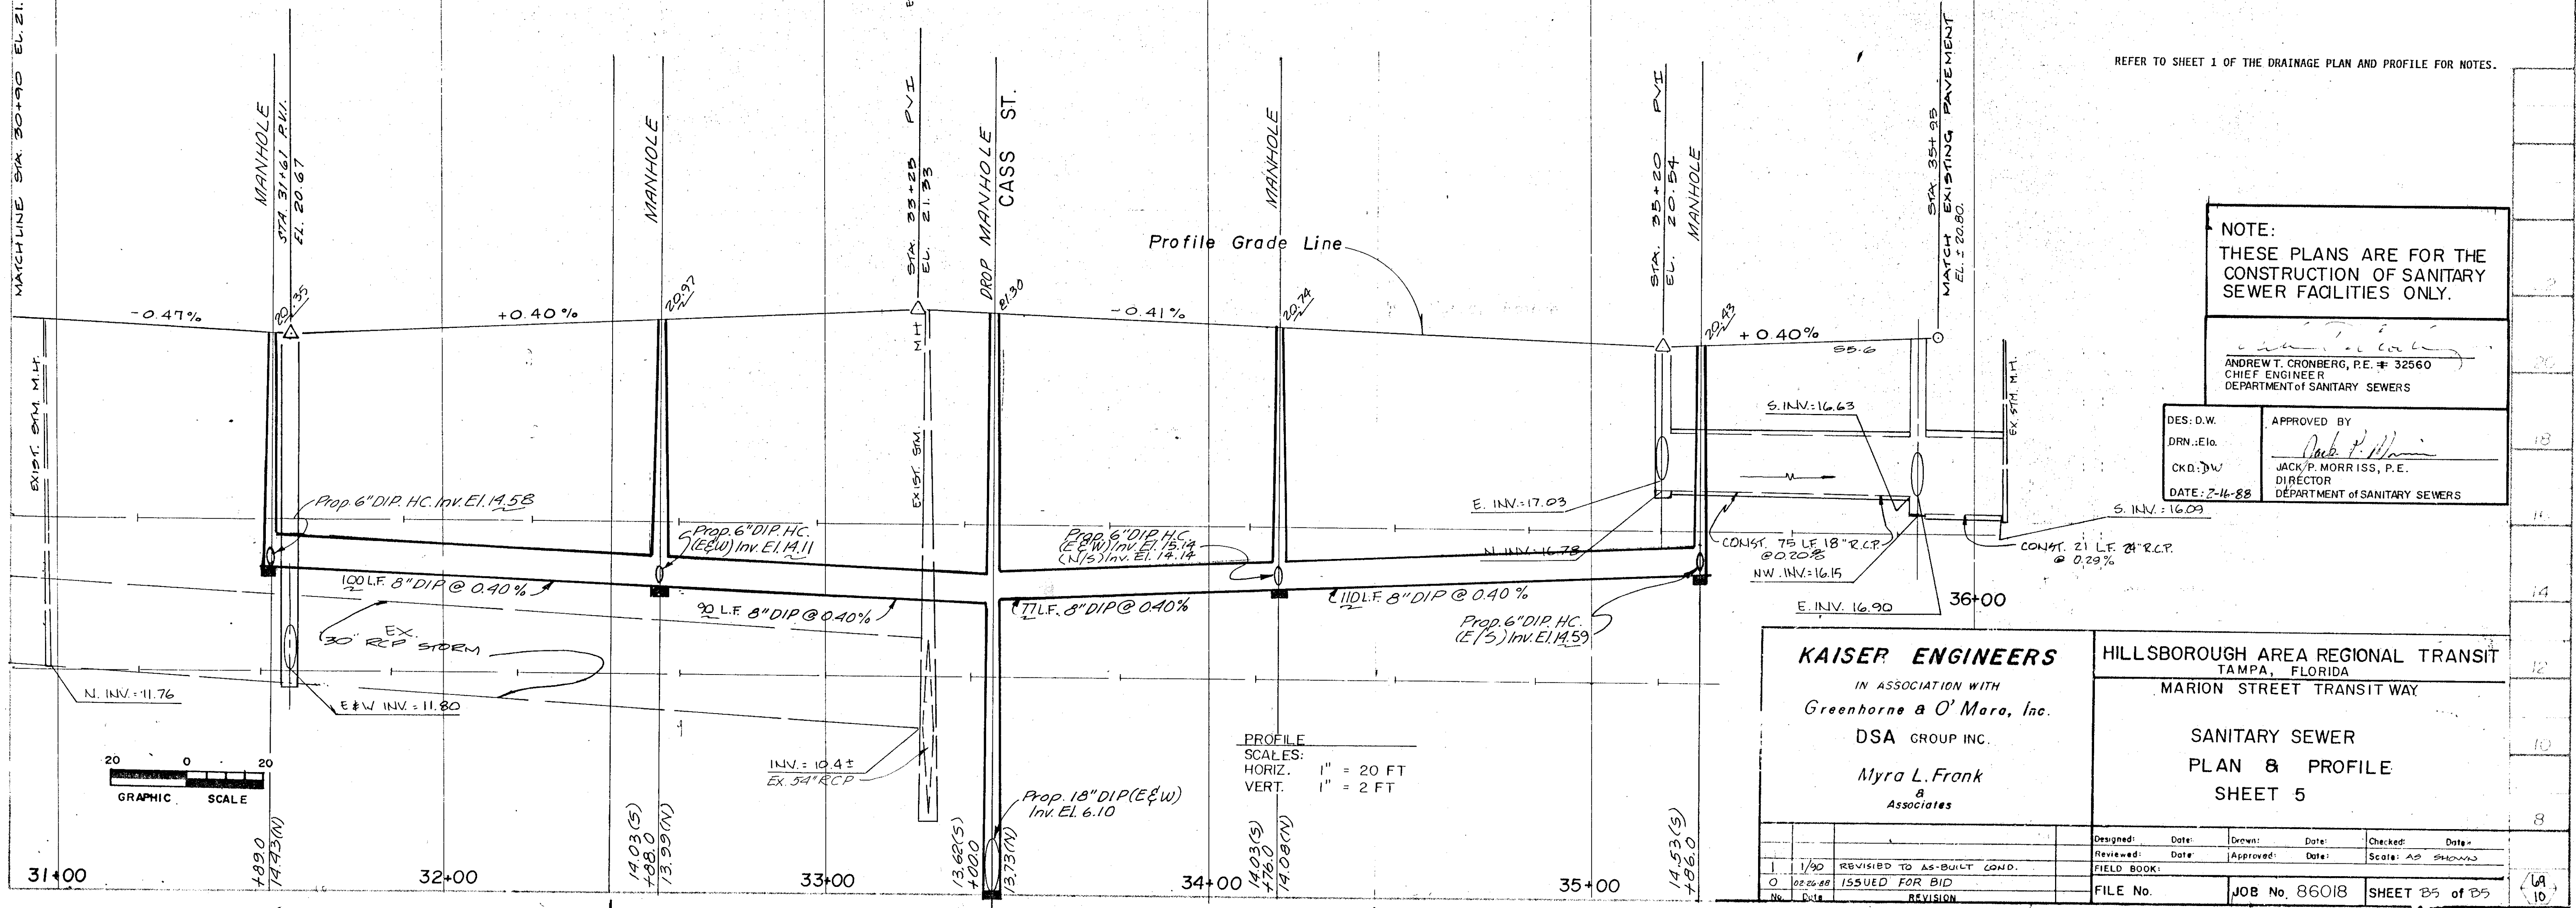 REFER TO SHEET 1 OF THE DRAINAGE PLAN AND PROFILE FOR NOTES.
MATCHLINE STA. 30+90 EL. 21.
MANHOLE
STA. 31+61 P.V.I.
EL. 20.67
MANHOLE
STA. 33+25 PVI
EL. 21.33
DROP MANHOLE
CASS ST.
MANHOLE
Profile Grade Line
STA. 35+20 PVI
EL. 20.54
MANHOLE
STA. 35+95
MATCH EXISTING PAVEMENT
EL. ± 20.80.
-0.47%
20.35
+0.40%
20.97
21.30
-0.41%
20.74
20.43
+0.40%
55.6
EXIST. STM. M.H.
EXIST. STM. MH
EX. STM. M.H.
Prop. 6" DIP. HC. Inv. El. 14.58
Prop. 6" DIP. HC.
(E&W) Inv. El. 14.11
Prop. 6" DIP. H.C.
(E&W) Inv. El. 15.14
(N/S) Inv. El. 14.14
S. INV.=16.63
E. INV.=17.03
N. INV.=16.78
CONST. 75 LF 18" R.C.P.
@ 0.20%
NW. INV.=16.15
E. INV. 16.90
S. INV.=16.09
CONST. 21 L.F. 24" R.C.P.
@ 0.29%
100 L.F. 8" DIP @ 0.40%
90 L.F. 8" DIP @ 0.40%
77 L.F. 8" DIP @ 0.40%
110 L.F. 8" DIP @ 0.40%
Prop. 6" DIP. HC.
(E/S) Inv. El. 14.59
EX.
30" RCP STORM
N. INV.=11.76
E&W INV.=11.80
INV.=10.4±
EX. 54" RCP
Prop. 18" DIP (E&W)
Inv. El. 6.10
20 0 20
GRAPHIC SCALE
PROFILE
SCALES:
HORIZ. 1" = 20 FT
VERT. 1" = 2 FT
31+00
+89.0
14.43(N)
32+00
14.03(S)
+88.0
13.99(N)
33+00
13.62(S)
+00.0
13.73(N)
34+00
14.03(S)
+76.0
14.08(N)
35+00
14.53(S)
+86.0
36+00
NOTE:
THESE PLANS ARE FOR THE
CONSTRUCTION OF SANITARY
SEWER FACILITIES ONLY.
ANDREW T. CRONBERG, P.E. # 32560
CHIEF ENGINEER
DEPARTMENT of SANITARY SEWERS
DES: D.W.
DRN.: Elo.
CKD.: DW
DATE: 2-16-88
APPROVED BY
Jack P. Morriss
JACK P. MORRISS, P.E.
DIRECTOR
DEPARTMENT of SANITARY SEWERS
18
14
12
10
8
KAISER ENGINEERS
IN ASSOCIATION WITH
Greenhorne & O'Mara, Inc.
DSA GROUP INC.
Myra L. Frank
&
Associates
HILLSBOROUGH AREA REGIONAL TRANSIT
TAMPA, FLORIDA
MARION STREET TRANSIT WAY
SANITARY SEWER
PLAN & PROFILE
SHEET 5
1 1/90 REVISIED TO AS-BUILT COND.
0 02-26-88 ISSUED FOR BID
No. Date REVISION
Designed: Date: Drawn: Date: Checked: Date:
Reviewed: Date: Approved: Date: Scale: AS SHOWN
FIELD BOOK:
FILE No. JOB No. 86018 SHEET B5 of B5
69
10